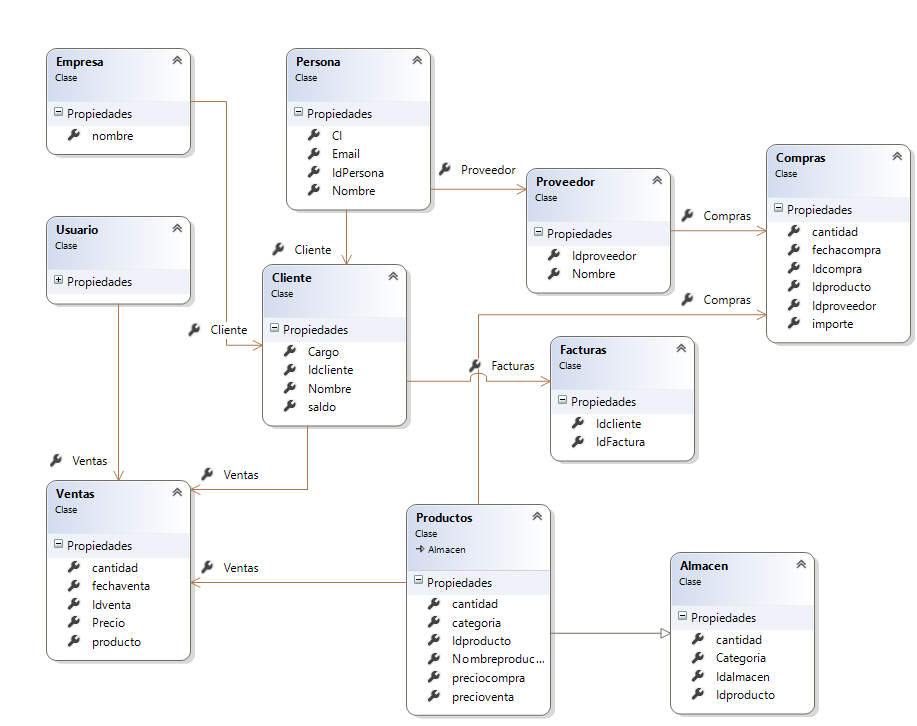 Empresa
Clase
Propiedades
nombre
Persona
Clase
Propiedades
CI
Email
IdPersona
Nombre
Proveedor
Proveedor
Clase
Propiedades
Idproveedor
Nombre
Compras
Compras
Compras
Clase
Propiedades
cantidad
fechacompra
Idcompra
Idproducto
Idproveedor
importe
Usuario
Clase
Propiedades
Cliente
Cliente
Cliente
Clase
Propiedades
Cargo
Idcliente
Nombre
saldo
Facturas
Facturas
Clase
Propiedades
Idcliente
IdFactura
Ventas
Ventas
Ventas
Ventas
Clase
Propiedades
cantidad
fechaventa
Idventa
Precio
producto
Productos
Clase
Almacen
Propiedades
cantidad
categoria
Idproducto
Nombreproduc...
preciocompra
precioventa
Almacen
Clase
Propiedades
cantidad
Categoria
Idalmacen
Idproducto